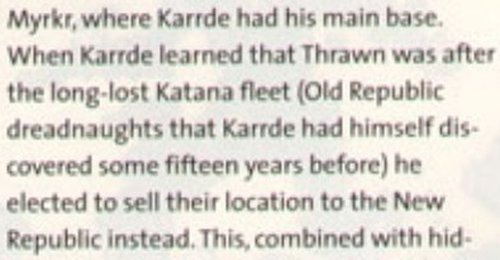 Myrkr, where Karrde had his main base.
When Karrde learned that Thrawn was after
the long-lost Katana fleet (Old Republic
dreadnaughts that Karrde had himself dis-
covered some fifteen years before) he
elected to sell their location to the New
Republic instead. This, combined with hid-